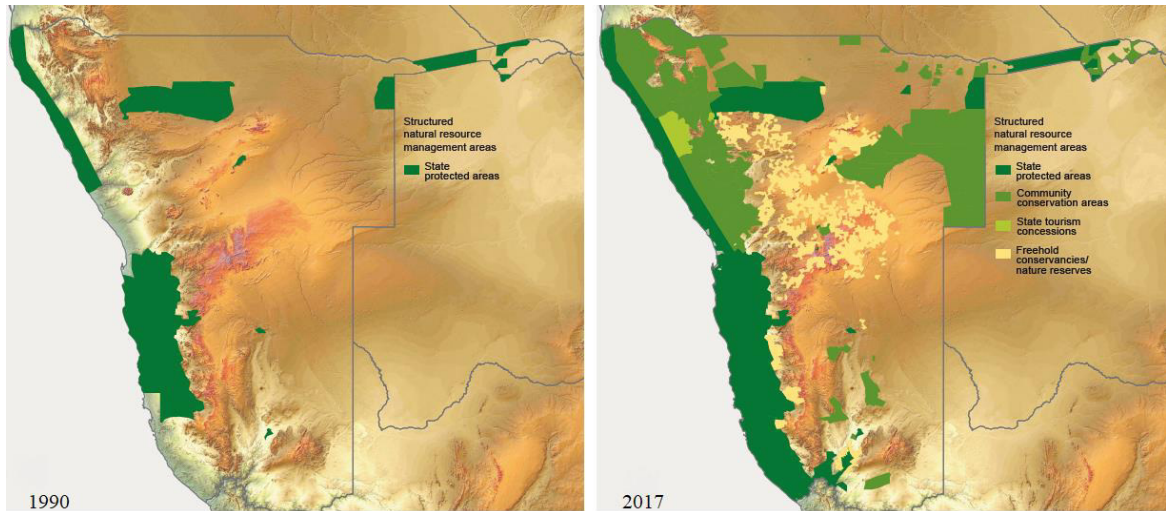 Structured
natural resource
management areas
State
protected areas
1990
Structured
natural resource
management areas
State
protected areas
Community
conservation areas
State tourism
concessions
Freehold
conservancies/
nature reserves
2017